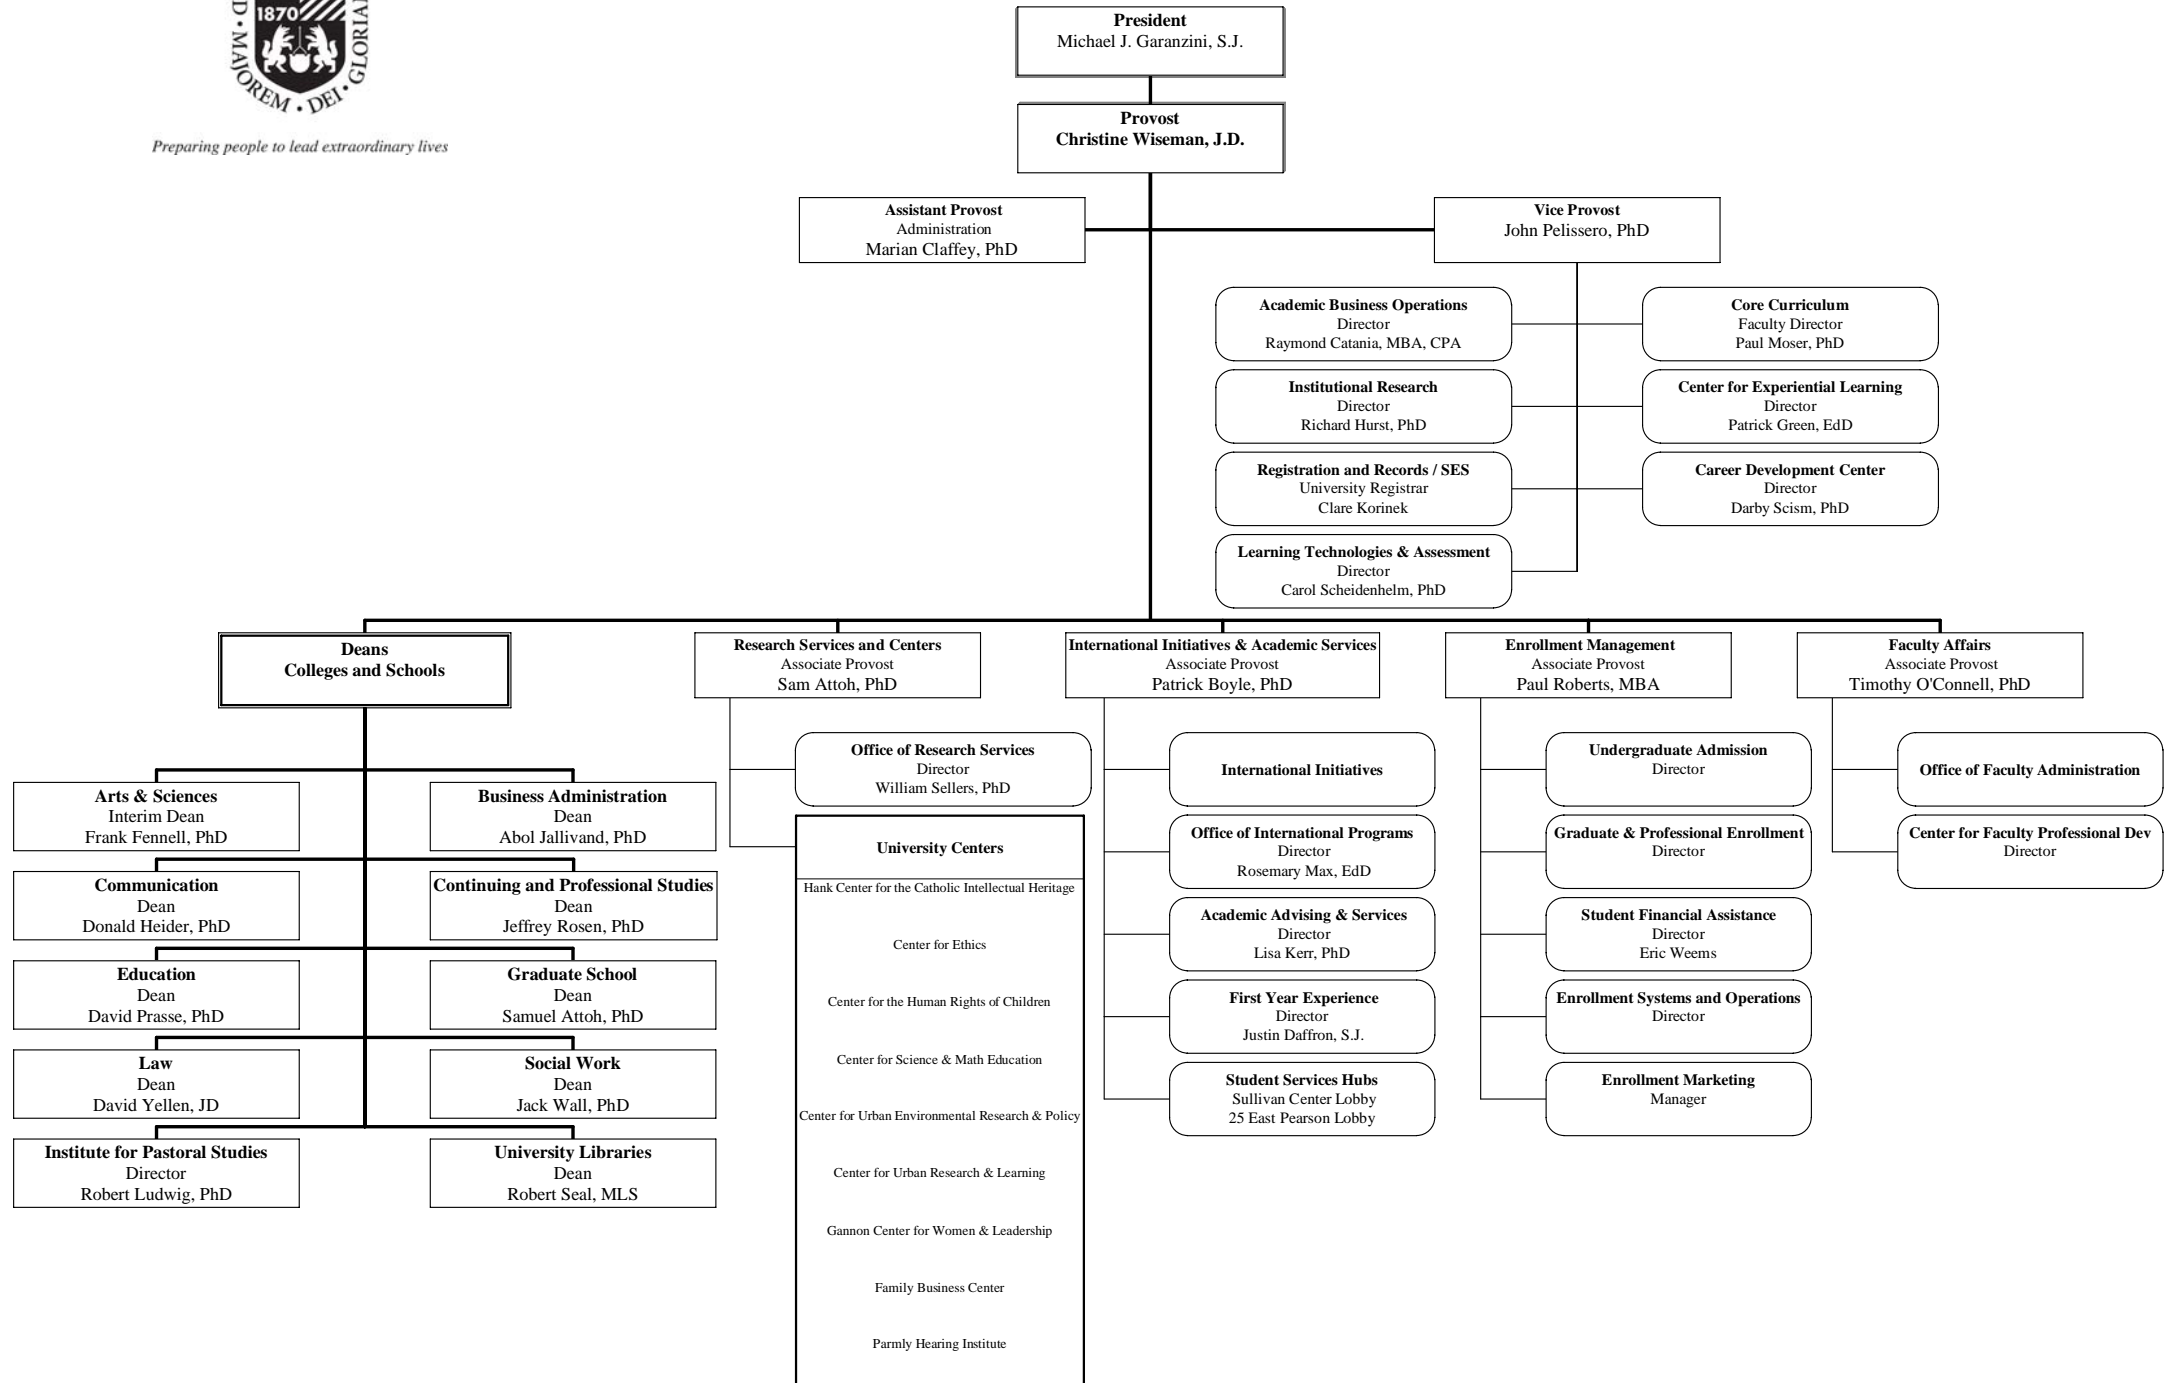 D • MAJOREM • DEI • GLORIAM
1870
Preparing people to lead extraordinary lives
President
Michael J. Garanzini, S.J.
Provost
Christine Wiseman, J.D.
Assistant Provost
Administration
Marian Claffey, PhD
Vice Provost
John Pelissero, PhD
Academic Business Operations
Director
Raymond Catania, MBA, CPA
Core Curriculum
Faculty Director
Paul Moser, PhD
Institutional Research
Director
Richard Hurst, PhD
Center for Experiential Learning
Director
Patrick Green, EdD
Registration and Records / SES
University Registrar
Clare Korinek
Career Development Center
Director
Darby Scism, PhD
Learning Technologies & Assessment
Director
Carol Scheidenhelm, PhD
Deans
Colleges and Schools
Research Services and Centers
Associate Provost
Sam Attoh, PhD
International Initiatives & Academic Services
Associate Provost
Patrick Boyle, PhD
Enrollment Management
Associate Provost
Paul Roberts, MBA
Faculty Affairs
Associate Provost
Timothy O'Connell, PhD
Arts & Sciences
Interim Dean
Frank Fennell, PhD
Business Administration
Dean
Abol Jallivand, PhD
Communication
Dean
Donald Heider, PhD
Continuing and Professional Studies
Dean
Jeffrey Rosen, PhD
Education
Dean
David Prasse, PhD
Graduate School
Dean
Samuel Attoh, PhD
Law
Dean
David Yellen, JD
Social Work
Dean
Jack Wall, PhD
Institute for Pastoral Studies
Director
Robert Ludwig, PhD
University Libraries
Dean
Robert Seal, MLS
Office of Research Services
Director
William Sellers, PhD
University Centers
Hank Center for the Catholic Intellectual Heritage
Center for Ethics
Center for the Human Rights of Children
Center for Science & Math Education
Center for Urban Environmental Research & Policy
Center for Urban Research & Learning
Gannon Center for Women & Leadership
Family Business Center
Parmly Hearing Institute
International Initiatives
Office of International Programs
Director
Rosemary Max, EdD
Academic Advising & Services
Director
Lisa Kerr, PhD
First Year Experience
Director
Justin Daffron, S.J.
Student Services Hubs
Sullivan Center Lobby
25 East Pearson Lobby
Undergraduate Admission
Director
Graduate & Professional Enrollment
Director
Student Financial Assistance
Director
Eric Weems
Enrollment Systems and Operations
Director
Enrollment Marketing
Manager
Office of Faculty Administration
Center for Faculty Professional Dev
Director